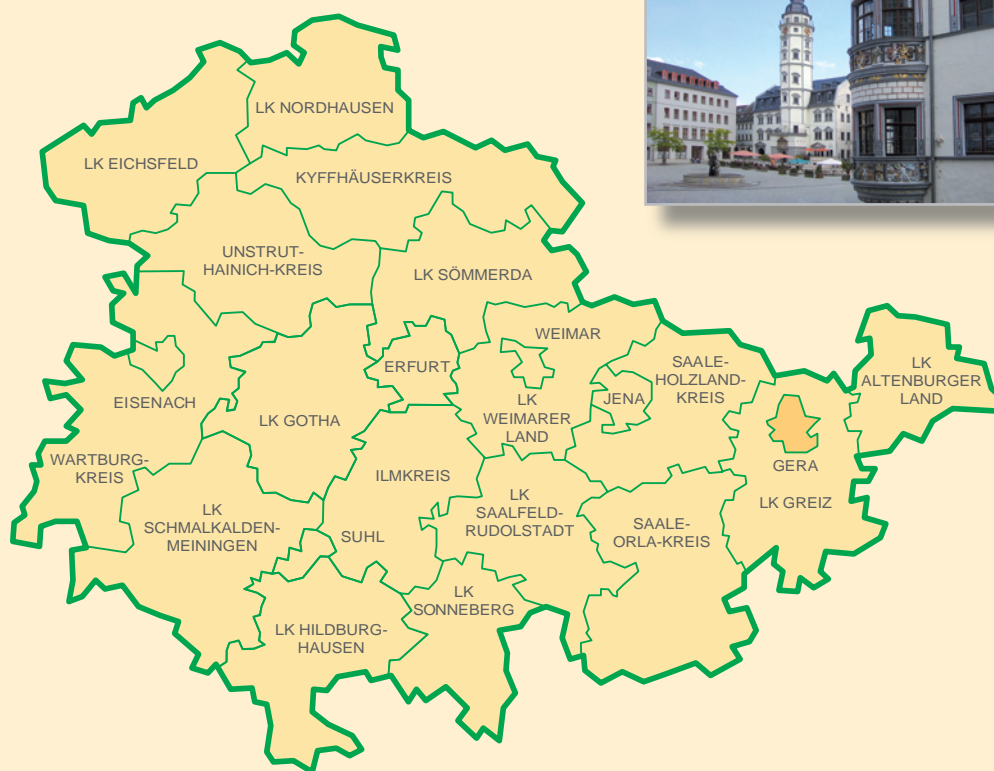 LK NORDHAUSEN
LK EICHSFELD
KYFFHÄUSERKREIS
UNSTRUT-
HAINICH-KREIS
LK SÖMMERDA
WEIMAR
ERFURT
SAALE-
HOLZLAND-
KREIS
LK
ALTENBURGER
LAND
EISENACH
LK GOTHA
LK
WEIMARER
LAND
JENA
WARTBURG-
KREIS
ILMKREIS
GERA
LK GREIZ
LK
SCHMALKALDEN-
MEININGEN
SUHL
LK
SAALFELD-
RUDOLSTADT
SAALE-
ORLA-KREIS
LK
SONNEBERG
LK HILDBURG-
HAUSEN